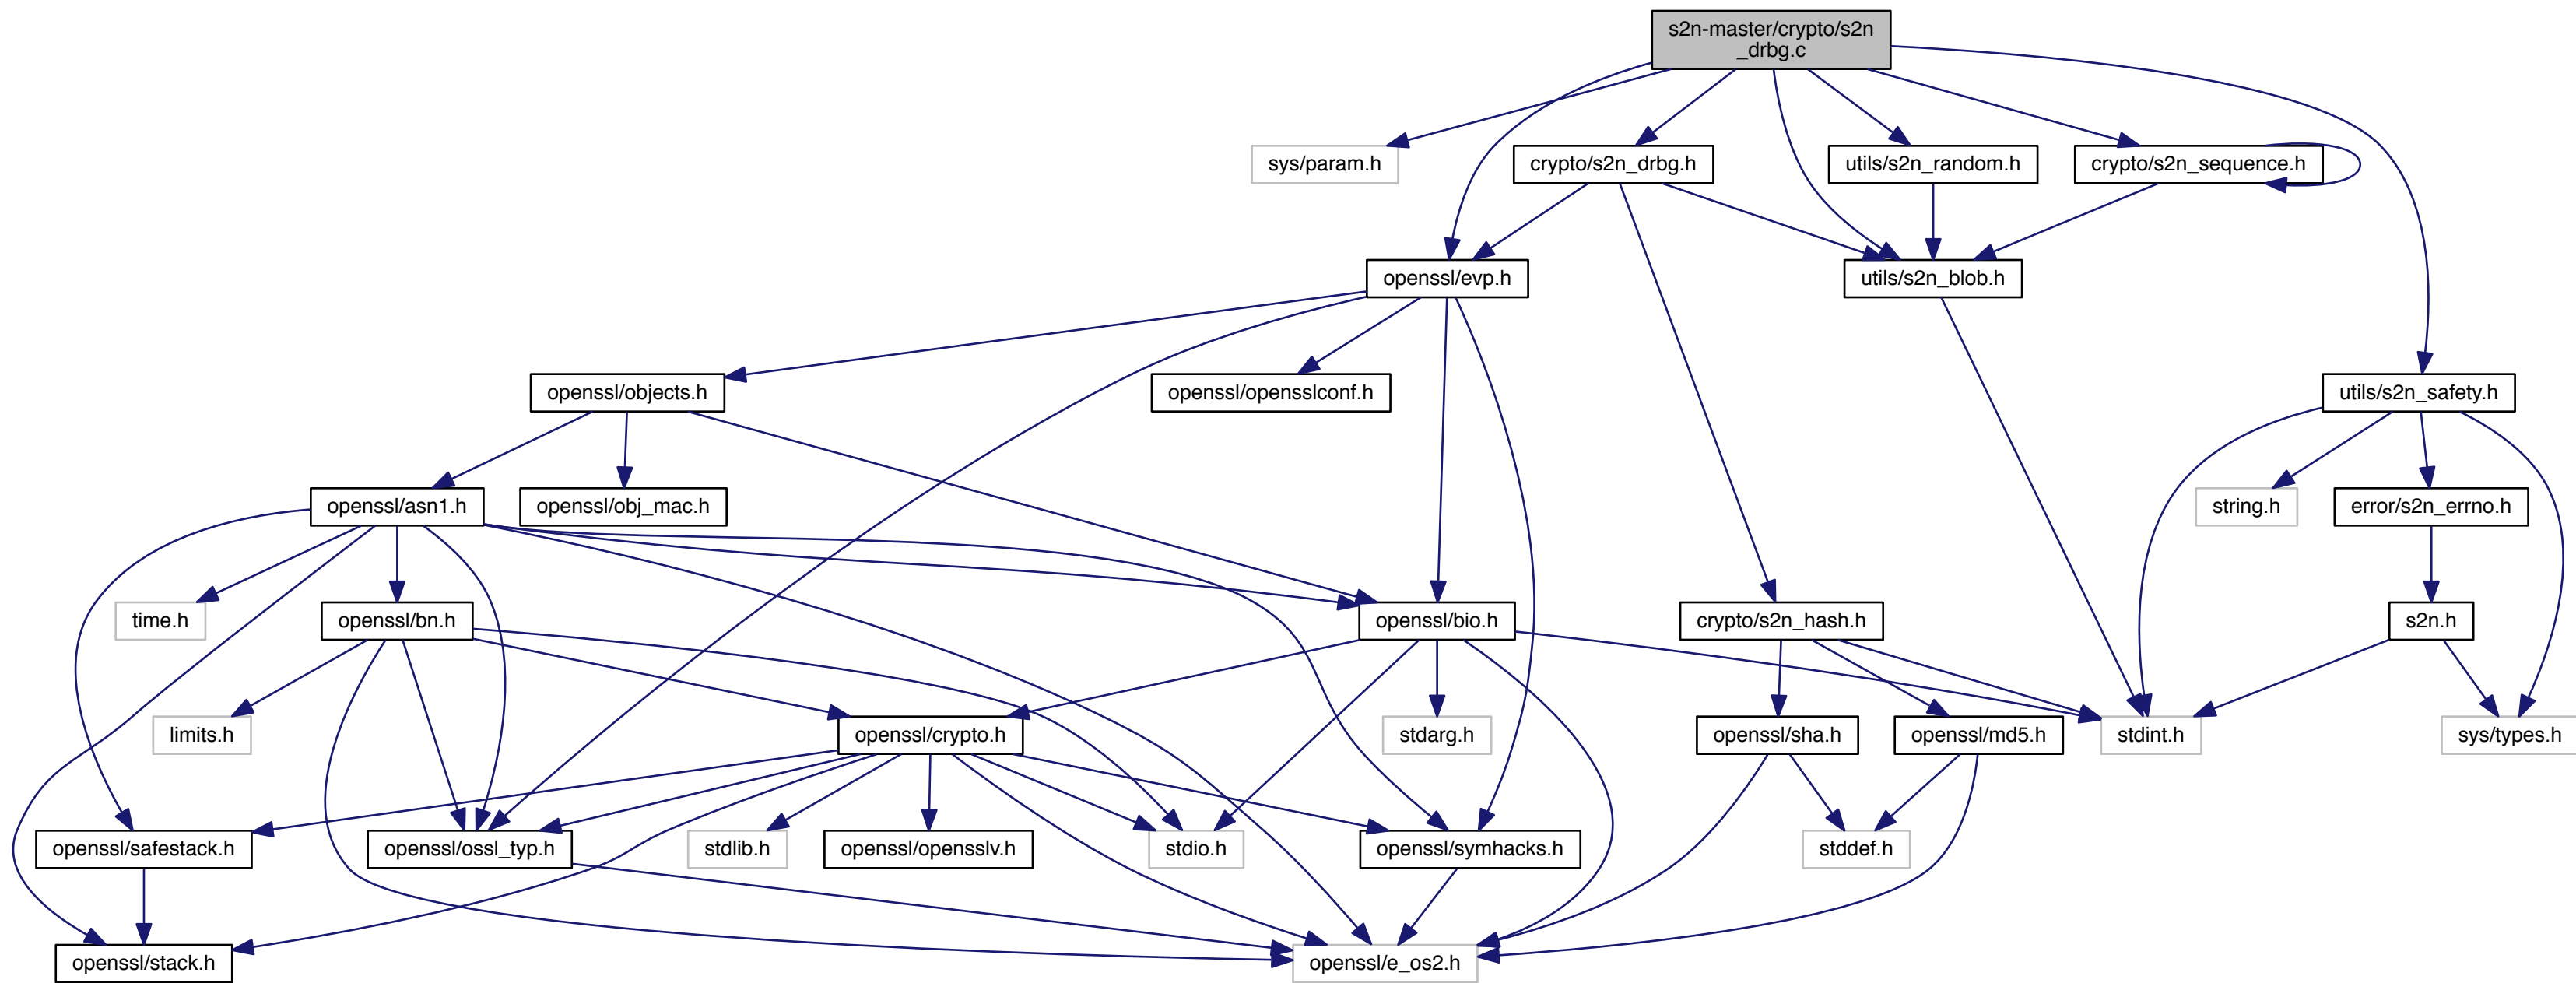 s2n-master/crypto/s2n
_drbg.c
sys/param.h
crypto/s2n_drbg.h
utils/s2n_random.h
crypto/s2n_sequence.h
openssl/evp.h
utils/s2n_blob.h
openssl/objects.h
openssl/opensslconf.h
utils/s2n_safety.h
openssl/asn1.h
openssl/obj_mac.h
string.h
error/s2n_errno.h
time.h
openssl/bn.h
openssl/bio.h
crypto/s2n_hash.h
s2n.h
limits.h
openssl/crypto.h
stdarg.h
openssl/sha.h
openssl/md5.h
stdint.h
sys/types.h
openssl/safestack.h
openssl/ossl_typ.h
stdlib.h
openssl/opensslv.h
stdio.h
openssl/symhacks.h
stddef.h
openssl/stack.h
openssl/e_os2.h